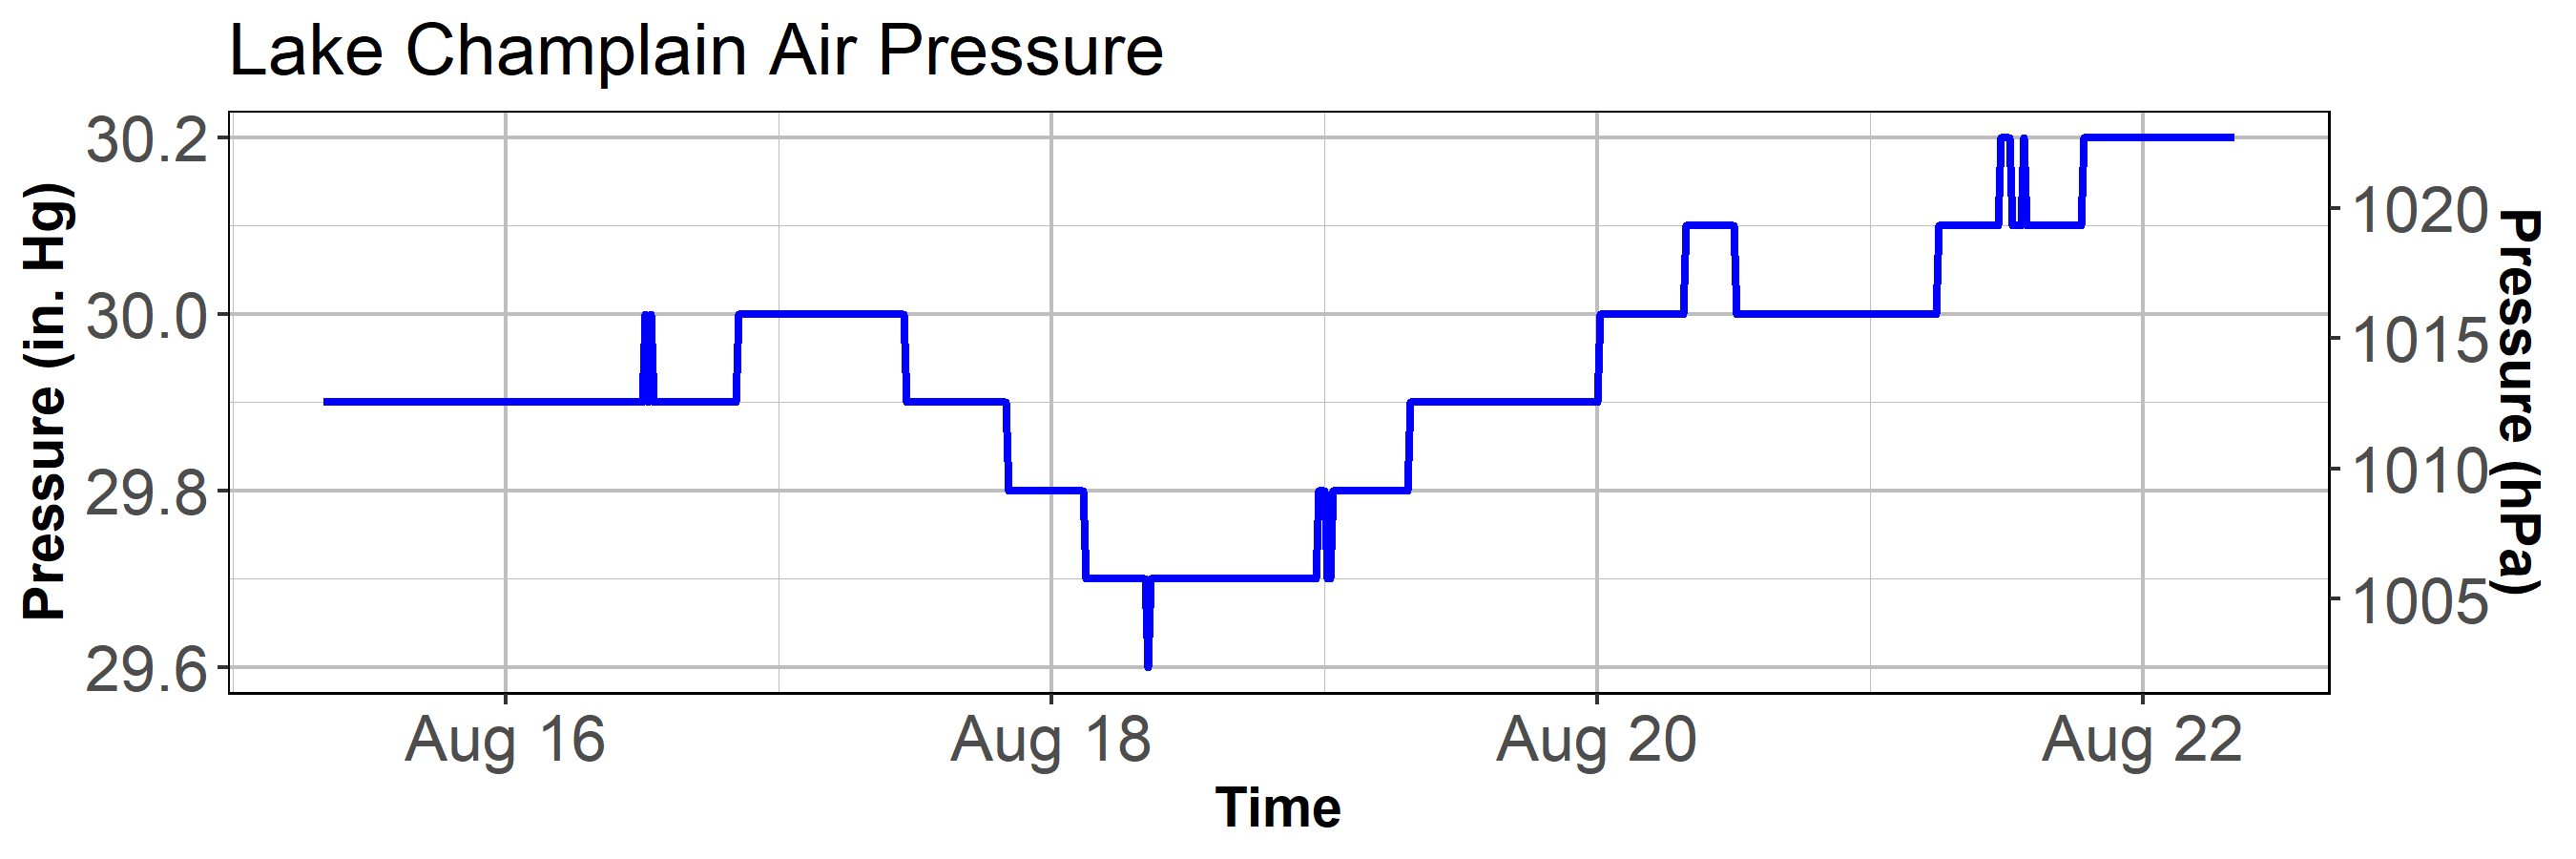 Lake Champlain Air Pressure
30.2
30.0
29.8
29.6
Pressure (in. Hg)
1020
1015
1010
1005
Pressure (hPa)
Aug 16
Aug 18
Aug 20
Aug 22
Time